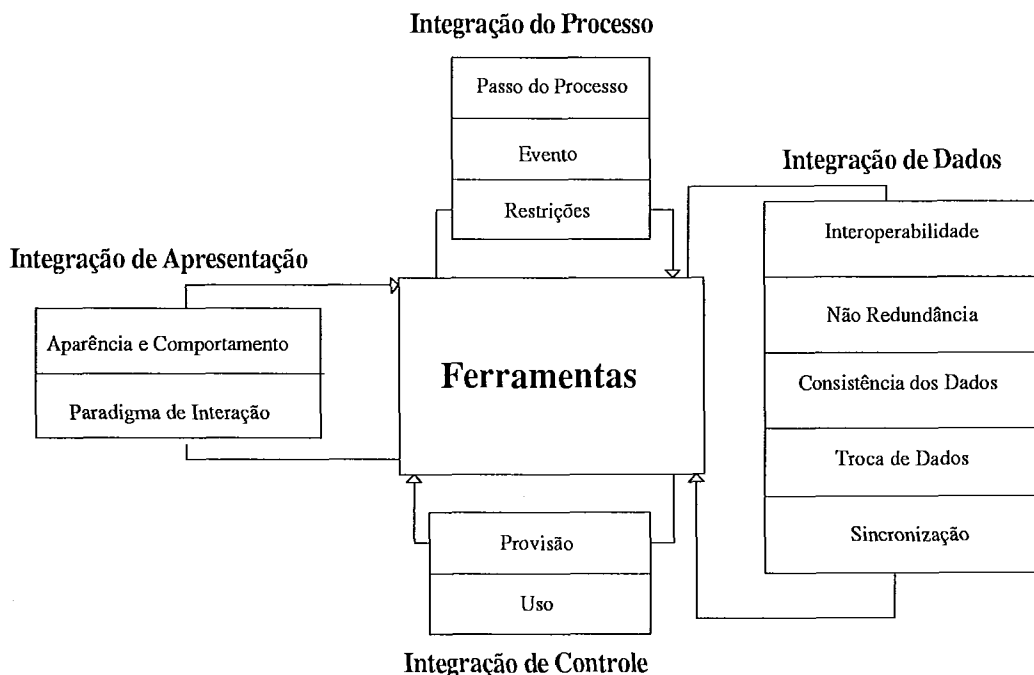 Integração do Processo
Passo do Processo
Evento
Restrições
Integração de Dados
Interoperabilidade
Não Redundância
Consistência dos Dados
Troca de Dados
Sincronização
Integração de Apresentação
Aparência e Comportamento
Paradigma de Interação
Ferramentas
Provisão
Uso
Integração de Controle